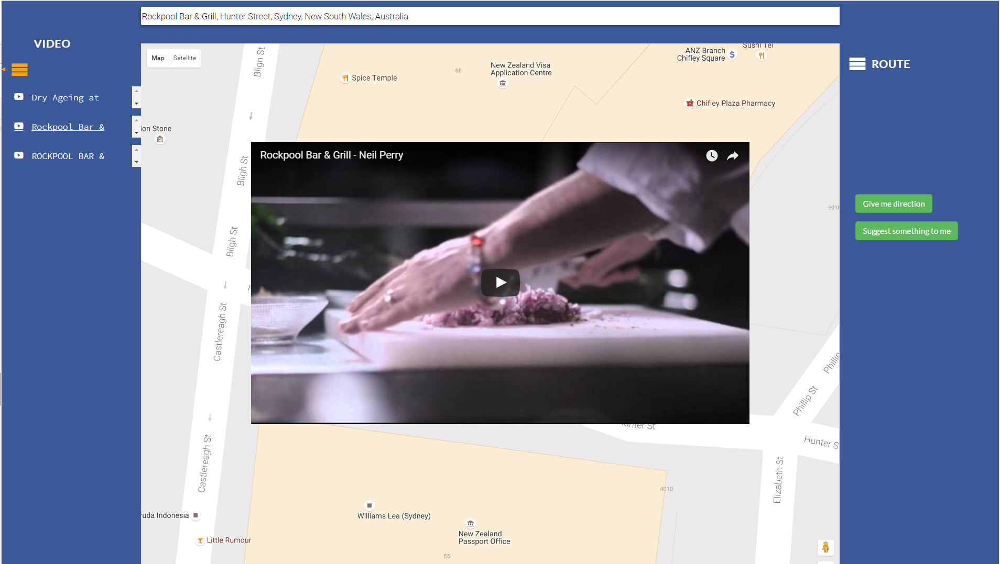 Rockpool Bar & Grill, Hunter Street, Sydney, New South Wales, Australia
VIDEO
Dry Ageing at
Rockpool Bar &
ROCKPOOL BAR &
Map
Satellite
Bligh St
Spice Temple
66
New Zealand Visa
Application Centre
ANZ Branch
Chifley Square
Sushi Tei
Chifley Plaza Pharmacy
ion Stone
Bligh St
Rockpool Bar & Grill - Neil Perry
Bligh St
5010
Castlereagh St
Phillip
Phillip St
Hunter St
Hunter S
Castlereagh St
Elizabeth St
4010
ruda Indonesia
Williams Lea (Sydney)
New Zealand
Passport Office
Little Rumour
55
ROUTE
Give me direction
Suggest something to me